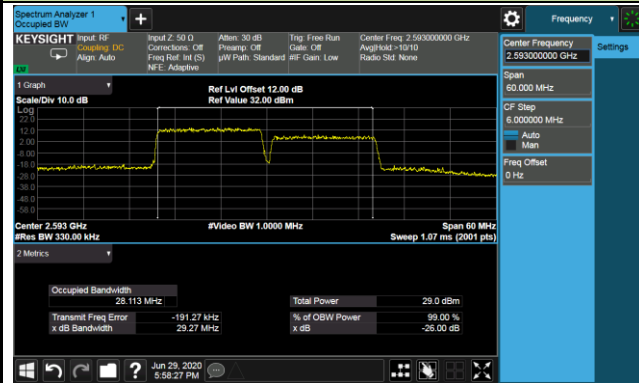 Spectrum Analyzer 1
Occupied BW
Frequency
KEYSIGHT
Input: RF
Coupling: DC
Align: Auto
Input Z: 50 Ω
Corrections: Off
Freq Ref: Int (S)
NFE: Adaptive
Atten: 30 dB
Preamp: Off
µW Path: Standard
Trig: Free Run
Gate: Off
#IF Gain: Low
Center Freq: 2.593000000 GHz
Avg|Hold:>10/10
Radio Std: None
Center Frequency
2.593000000 GHz
Settings
Span
60.000 MHz
CF Step
6.000000 MHz
Auto
Man
Freq Offset
0 Hz
1 Graph
Scale/Div 10.0 dB
Ref Lvl Offset 12.00 dB
Ref Value 32.00 dBm
Log
22.0
12.0
2.00
-8.00
-18.0
-28.0
-38.0
-48.0
-58.0
Center 2.593 GHz
#Res BW 330.00 kHz
#Video BW 1.0000 MHz
Span 60 MHz
Sweep 1.07 ms (2001 pts)
2 Metrics
Occupied Bandwidth
28.113 MHz
Total Power 29.0 dBm
Transmit Freq Error -191.27 kHz
% of OBW Power 99.00 %
x dB Bandwidth 29.27 MHz
x dB -26.00 dB
?
Jun 29, 2020
5:58:27 PM